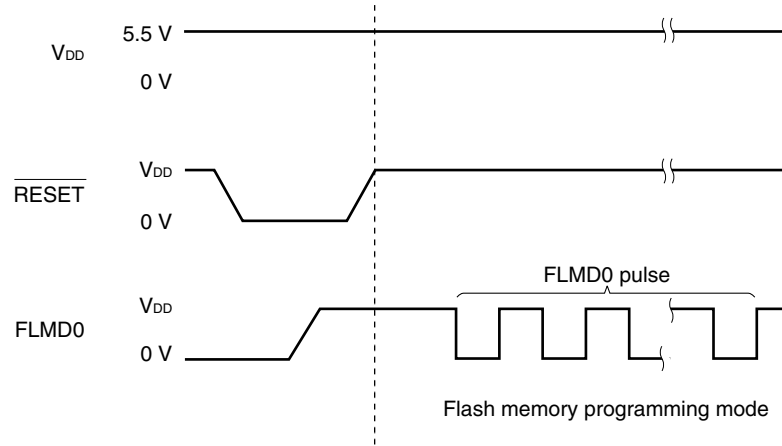 5.5 V
VDD
0 V
VDD
RESET
0 V
FLMD0 pulse
VDD
FLMD0
0 V
Flash memory programming mode